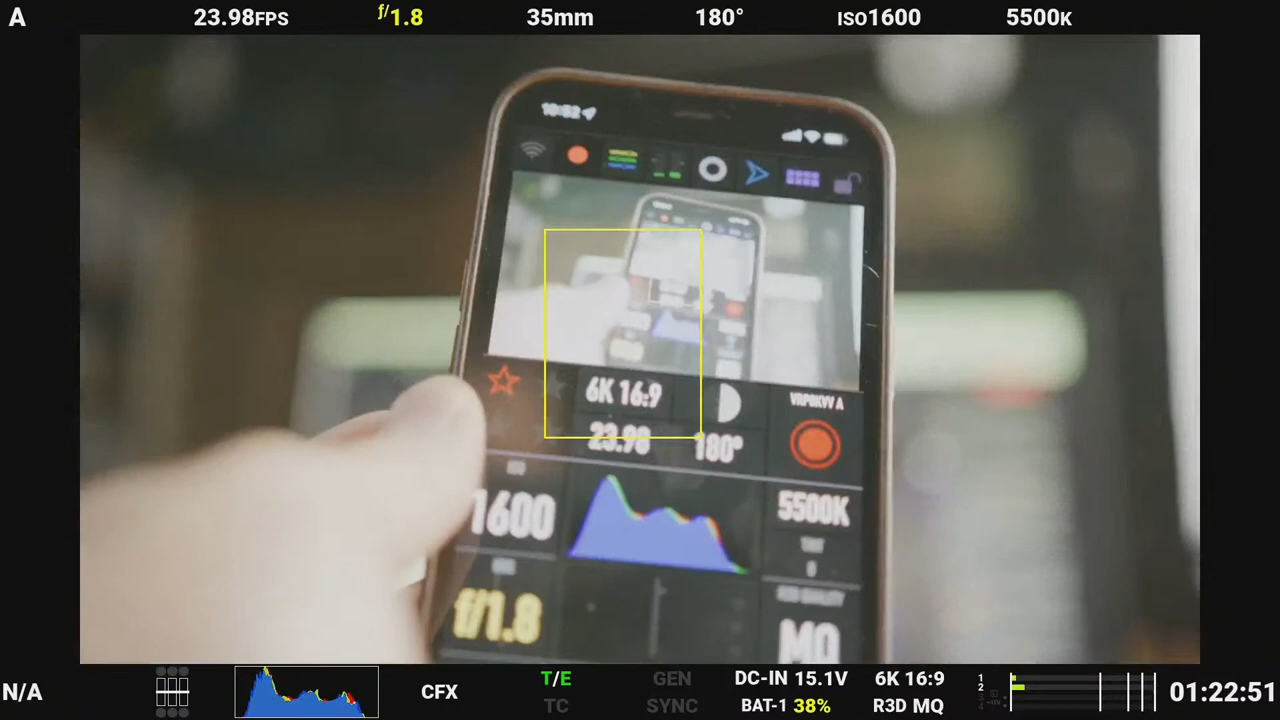 A 23.98FPS f/1.8 35mm 180° ISO1600 5500K
10:52
6K 16:9
23.98 180°
1600 5500K
f/1.8 MQ
N/A CFX T/E GEN DC-IN 15.1V 6K 16:9 1 01:22:51
TC SYNC BAT-1 38% R3D MQ 2